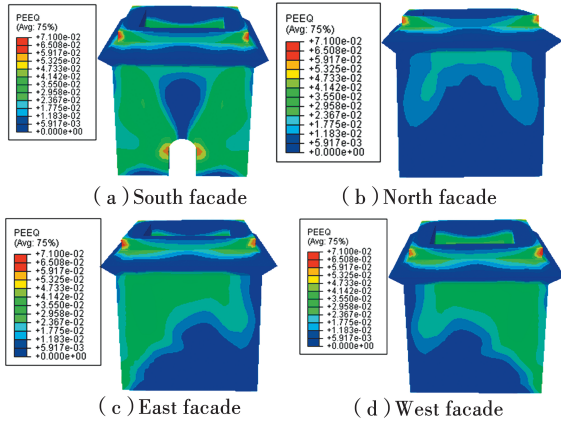 PEEQ
(Avg: 75%)
+7.100e-02
+6.508e-02
+5.917e-02
+5.325e-02
+4.733e-02
+4.142e-02
+3.550e-02
+2.958e-02
+2.367e-02
+1.775e-02
+1.183e-02
+5.917e-03
+0.000e+00
(a)South facade
PEEQ
(Avg: 75%)
+7.100e-02
+6.508e-02
+5.917e-02
+5.325e-02
+4.733e-02
+4.142e-02
+3.550e-02
+2.958e-02
+2.367e-02
+1.775e-02
+1.183e-02
+5.917e-03
+0.000e+00
(b)North facade
PEEQ
(Avg: 75%)
+7.100e-02
+6.508e-02
+5.917e-02
+5.325e-02
+4.733e-02
+4.142e-02
+3.550e-02
+2.958e-02
+2.367e-02
+1.775e-02
+1.183e-02
+5.917e-03
+0.000e+00
(c)East facade
PEEQ
(Avg: 75%)
+7.100e-02
+6.508e-02
+5.917e-02
+5.325e-02
+4.733e-02
+4.142e-02
+3.550e-02
+2.958e-02
+2.367e-02
+1.775e-02
+1.183e-02
+5.917e-03
+0.000e+00
(d)West facade